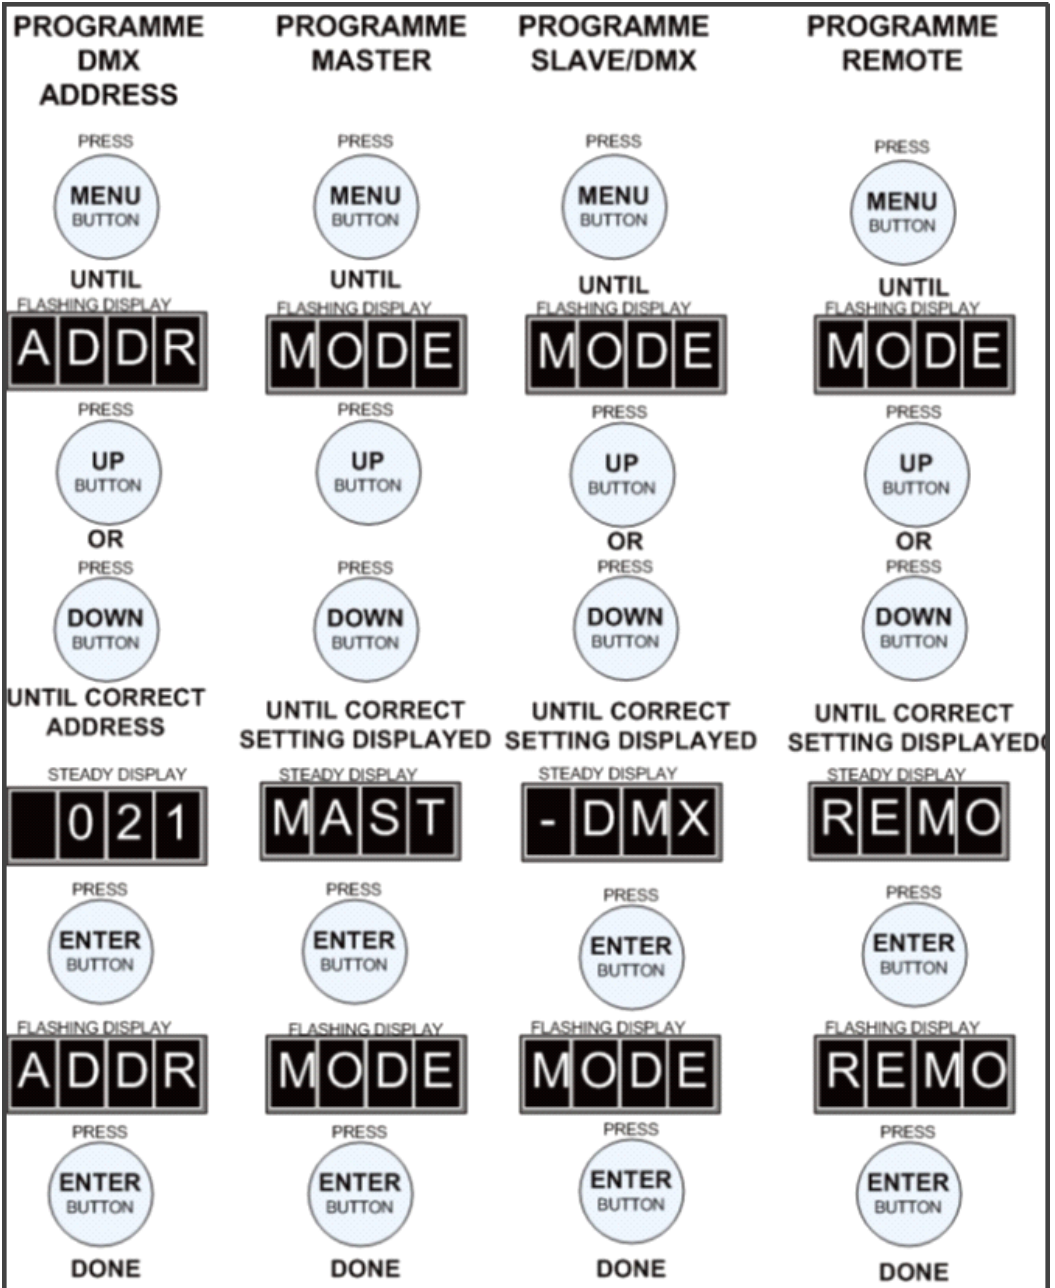 PROGRAMME
DMX
ADDRESS
PRESS
MENU
BUTTON
UNTIL
FLASHING DISPLAY
ADDR
PRESS
UP
BUTTON
OR
PRESS
DOWN
BUTTON
UNTIL CORRECT
ADDRESS
STEADY DISPLAY
021
PRESS
ENTER
BUTTON
FLASHING DISPLAY
ADDR
PRESS
ENTER
BUTTON
DONE
PROGRAMME
MASTER
PRESS
MENU
BUTTON
UNTIL
FLASHING DISPLAY
MODE
PRESS
UP
BUTTON
PRESS
DOWN
BUTTON
UNTIL CORRECT
SETTING DISPLAYED
STEADY DISPLAY
MAST
PRESS
ENTER
BUTTON
FLASHING DISPLAY
MODE
PRESS
ENTER
BUTTON
DONE
PROGRAMME
SLAVE/DMX
PRESS
MENU
BUTTON
UNTIL
FLASHING DISPLAY
MODE
PRESS
UP
BUTTON
OR
PRESS
DOWN
BUTTON
UNTIL CORRECT
SETTING DISPLAYED
STEADY DISPLAY
-DMX
PRESS
ENTER
BUTTON
FLASHING DISPLAY
MODE
PRESS
ENTER
BUTTON
DONE
PROGRAMME
REMOTE
PRESS
MENU
BUTTON
UNTIL
FLASHING DISPLAY
MODE
PRESS
UP
BUTTON
OR
PRESS
DOWN
BUTTON
UNTIL CORRECT
SETTING DISPLAYED
STEADY DISPLAY
REMO
PRESS
ENTER
BUTTON
FLASHING DISPLAY
REMO
PRESS
ENTER
BUTTON
DONE